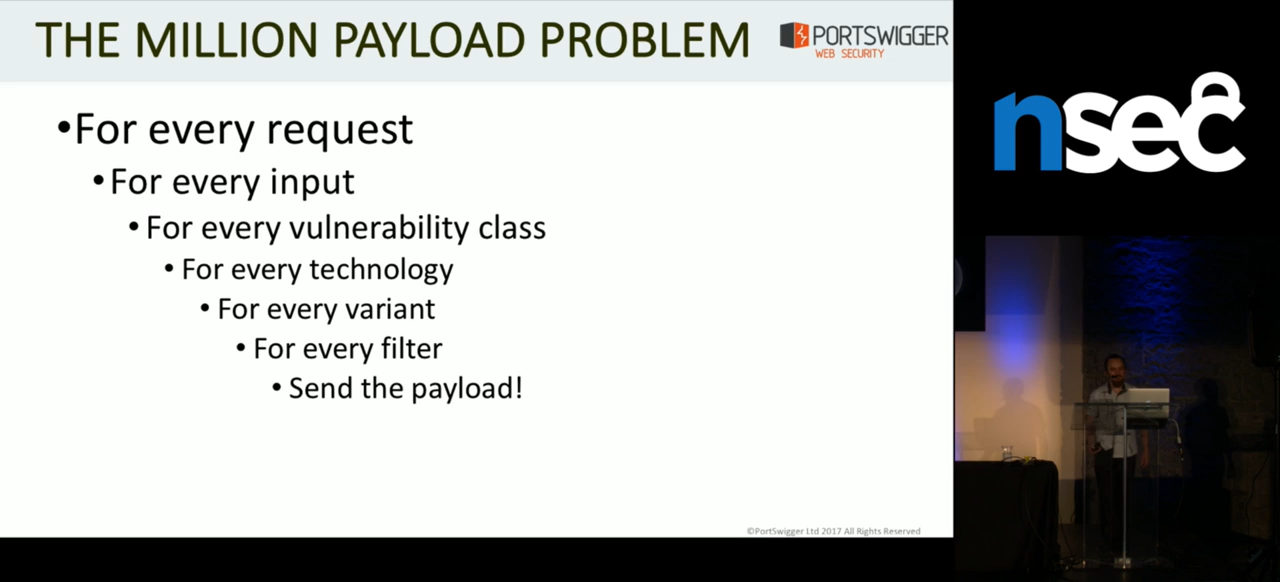 THE MILLION PAYLOAD PROBLEM
PORTSWIGGER
WEB SECURITY
•For every request
•For every input
•For every vulnerability class
•For every technology
•For every variant
•For every filter
•Send the payload!
©PortSwigger Ltd 2017 All Rights Reserved
nsec